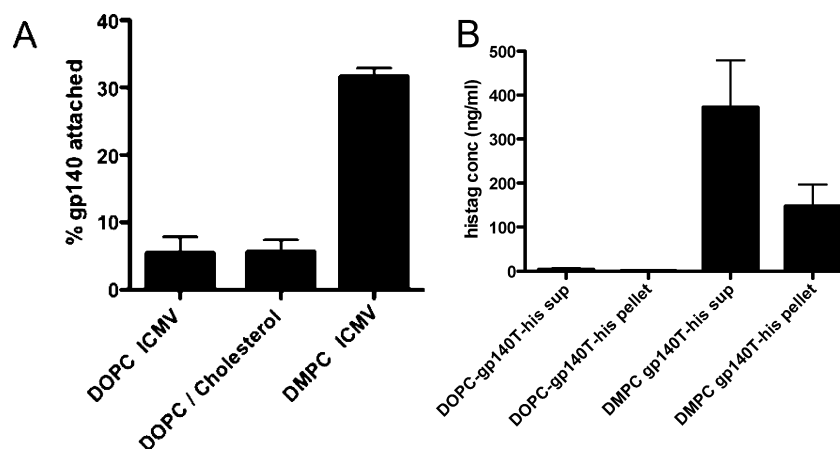 A
% gp140 attached
40
30
20
10
0
DOPC ICMV
DOPC / Cholesterol
DMPC ICMV
B
histag conc (ng/ml)
500
400
300
200
100
0
DOPC-gp140T-his sup
DOPC-gp140T-his pellet
DMPC gp140T-his sup
DMPC gp140T-his pellet